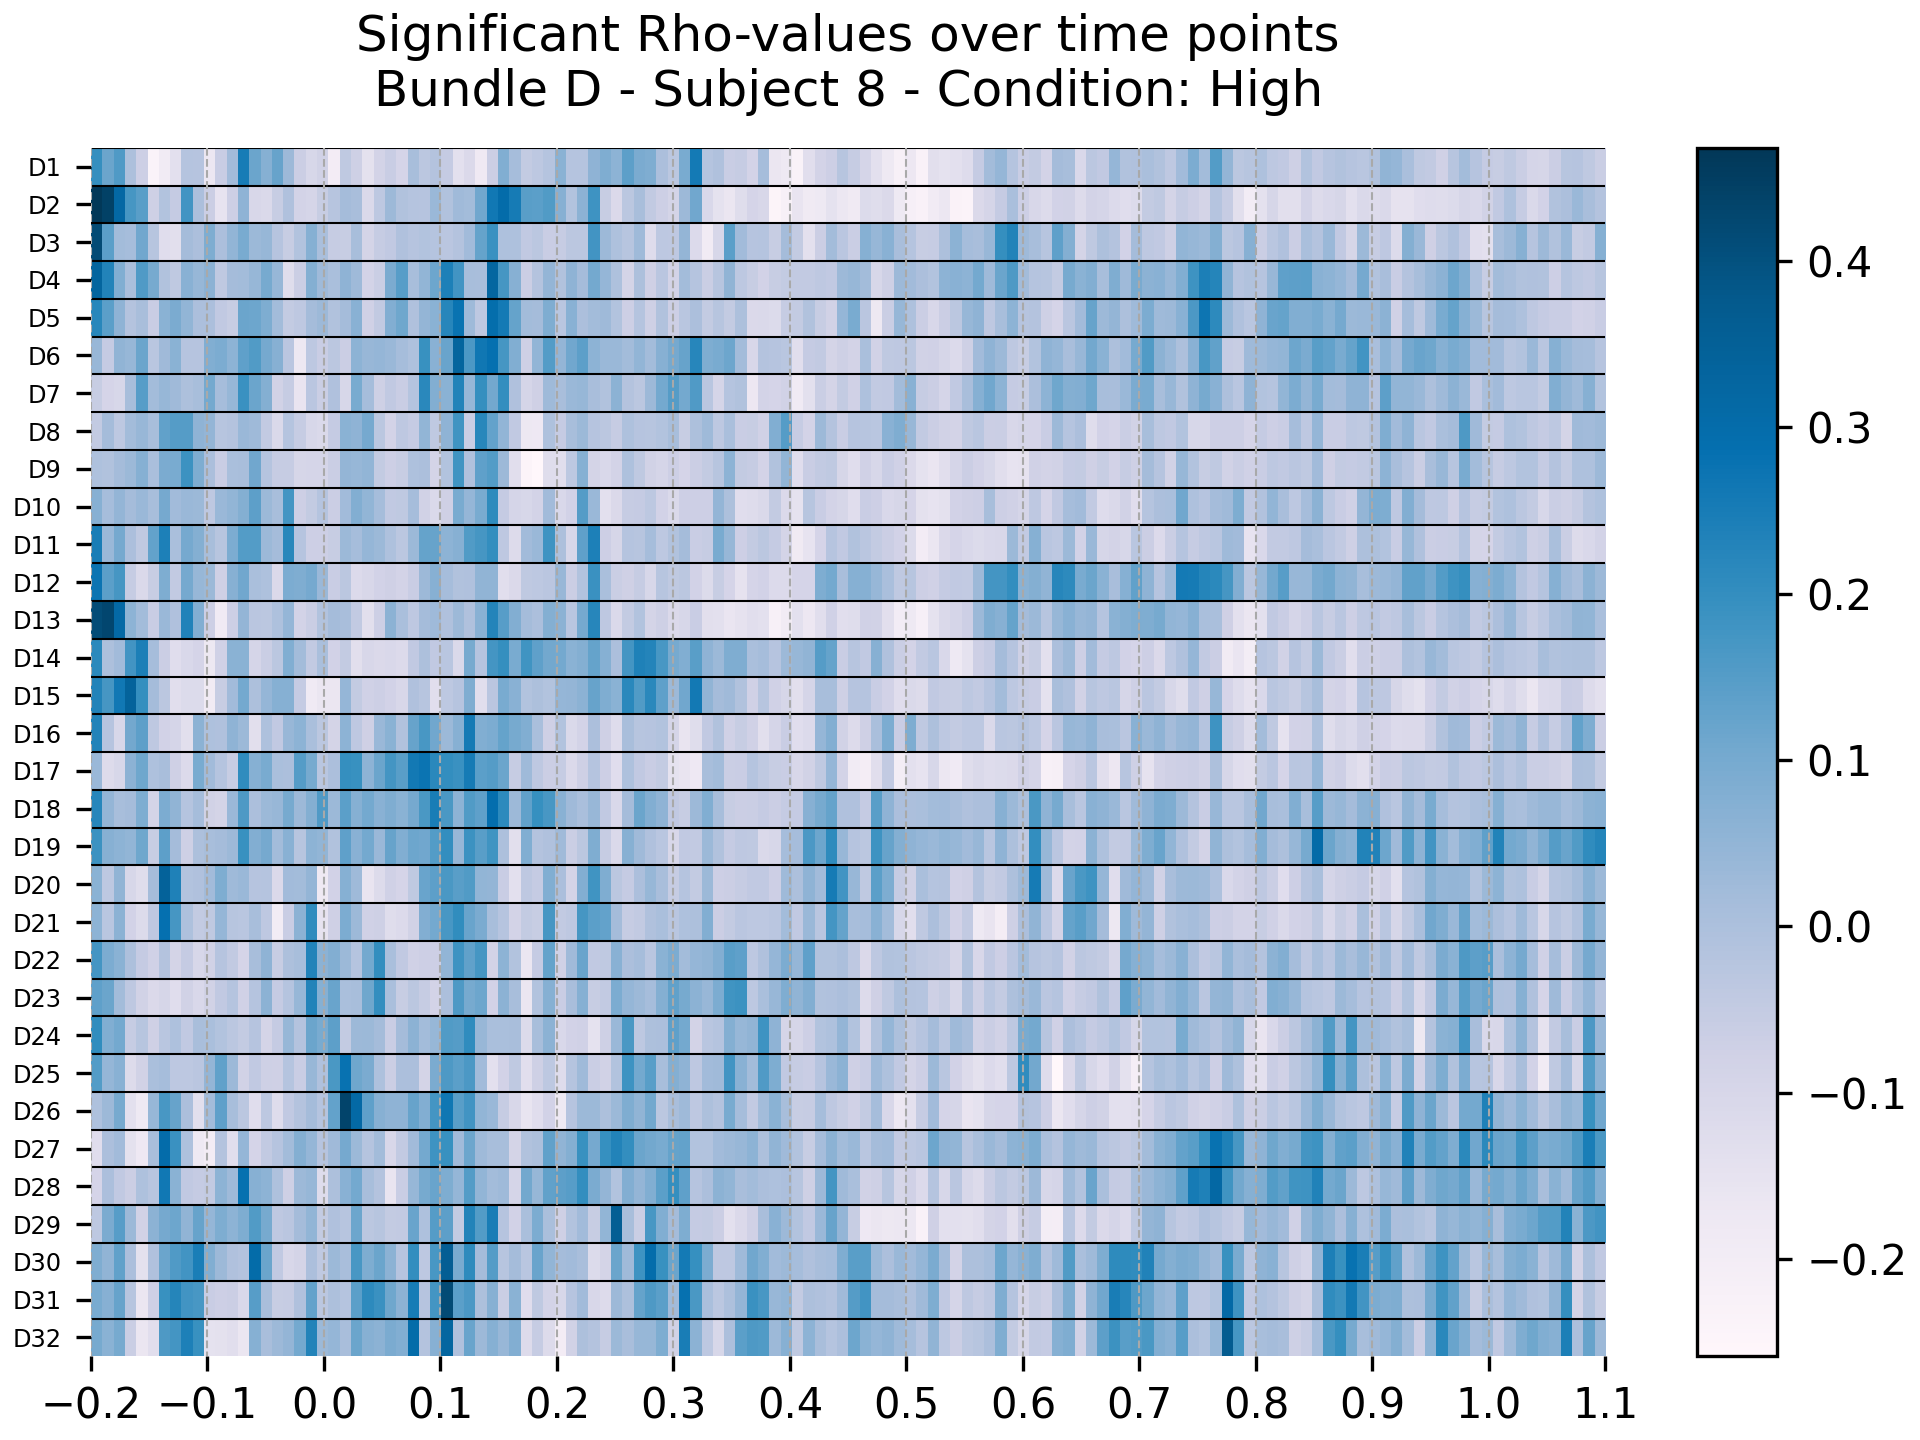 Significant Rho-values over time points
Bundle D - Subject 8 - Condition: High
D1
D2
D3
D4
D5
D6
D7
D8
D9
D10
D11
D12
D13
D14
D15
D16
D17
D18
D19
D20
D21
D22
D23
D24
D25
D26
D27
D28
D29
D30
D31
D32
−0.2 −0.1 0.0 0.1 0.2 0.3 0.4 0.5 0.6 0.7 0.8 0.9 1.0 1.1
0.4
0.3
0.2
0.1
0.0
−0.1
−0.2